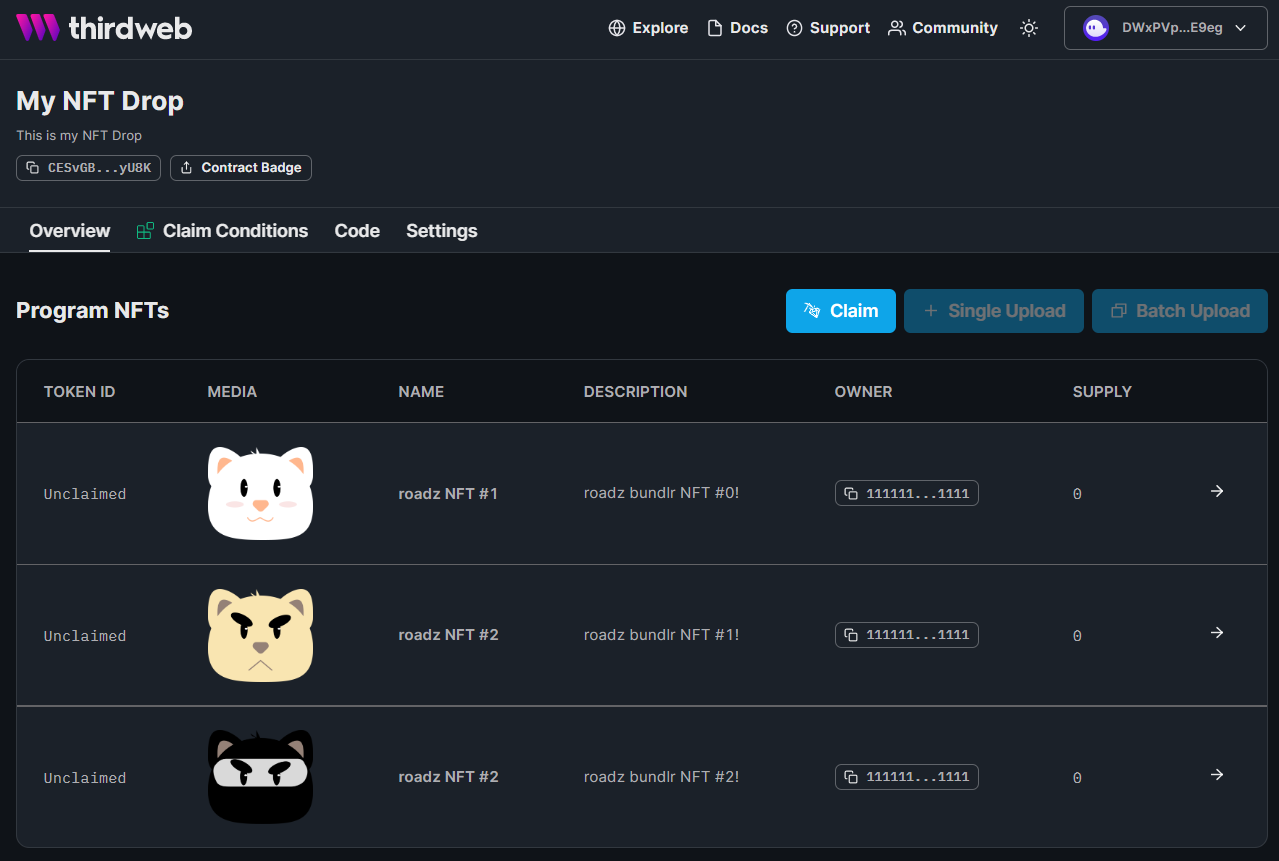 thirdweb Explore Docs Support Community DWxPVp...E9eg
My NFT Drop
This is my NFT Drop
CESvGB...yU8K Contract Badge
Overview Claim Conditions Code Settings
Program NFTs Claim Single Upload Batch Upload
TOKEN ID MEDIA NAME DESCRIPTION OWNER SUPPLY
Unclaimed roadz NFT #1 roadz bundlr NFT #0! 111111...1111 0
Unclaimed roadz NFT #2 roadz bundlr NFT #1! 111111...1111 0
Unclaimed roadz NFT #2 roadz bundlr NFT #2! 111111...1111 0